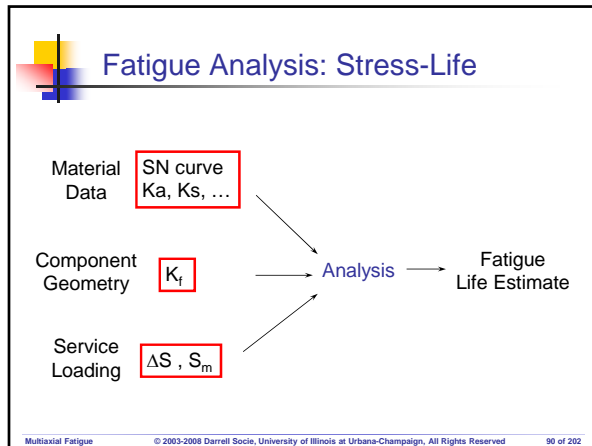 Fatigue Analysis: Stress-Life
Material
Data
SN curve
Ka, Ks, …
Component
Geometry
Kf
Service
Loading
ΔS , Sm
Analysis
Fatigue
Life Estimate
Multiaxial Fatigue © 2003-2008 Darrell Socie, University of Illinois at Urbana-Champaign, All Rights Reserved 90 of 202